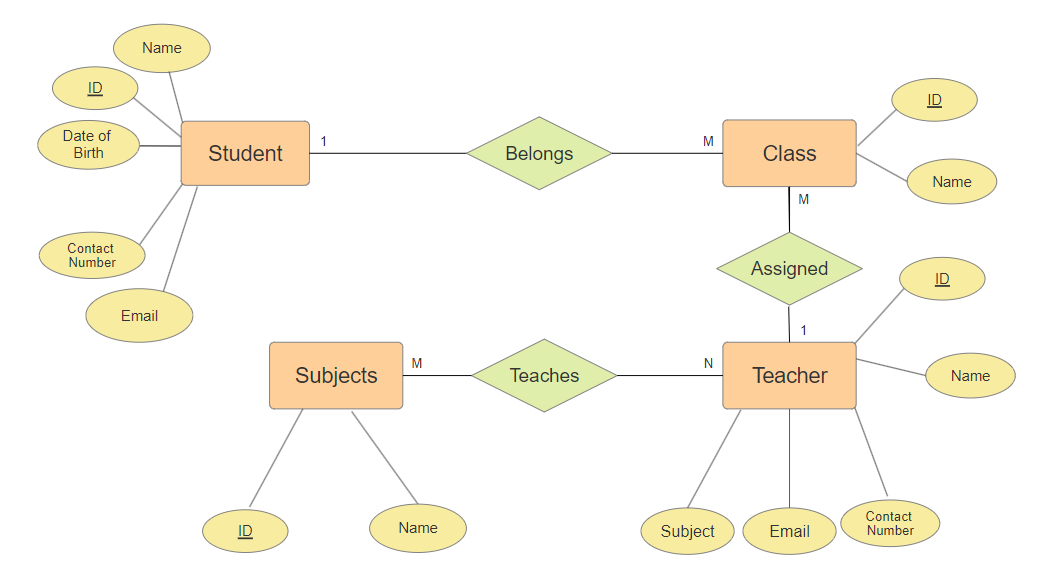 Name
ID
Date of
Birth
Contact
Number
Email
Student
1
Belongs
M
Class
ID
Name
M
Assigned
1
ID
Subjects
M
Teaches
N
Teacher
Name
ID
Name
Subject
Email
Contact
Number